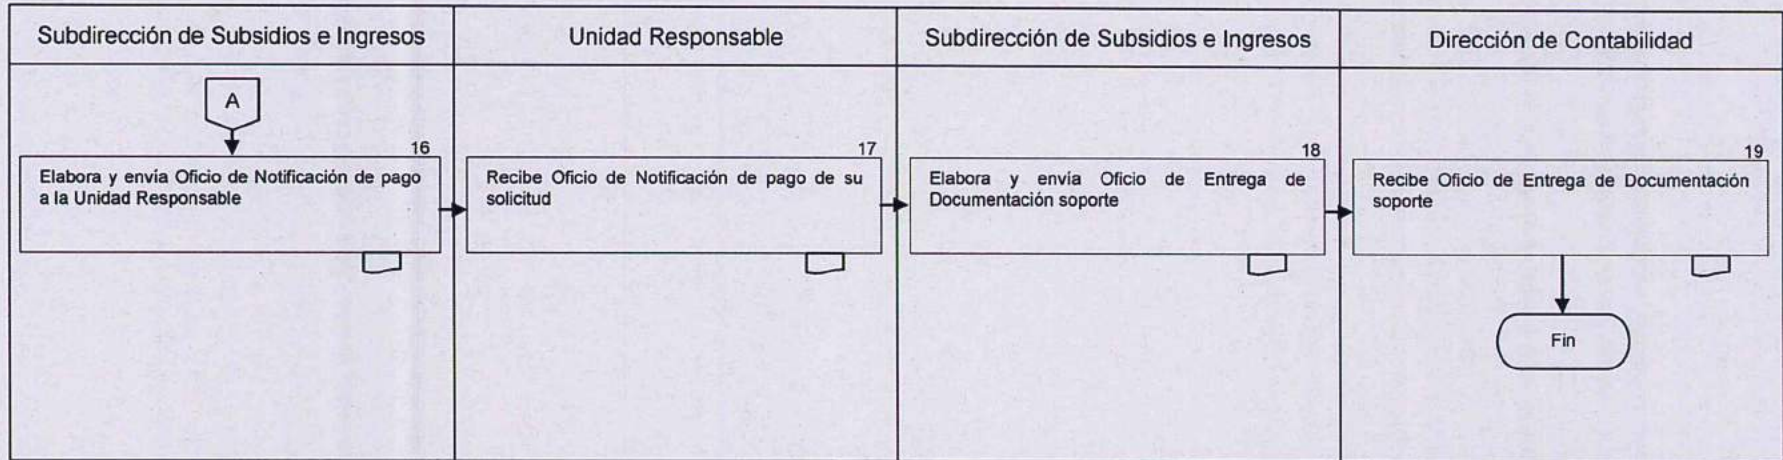 Subdirección de Subsidios e Ingresos
Unidad Responsable
Subdirección de Subsidios e Ingresos
Dirección de Contabilidad
A
16
Elabora y envía Oficio de Notificación de pago
a la Unidad Responsable
17
Recibe Oficio de Notificación de pago de su
solicitud
18
Elabora y envía Oficio de Entrega de
Documentación soporte
19
Recibe Oficio de Entrega de Documentación
soporte
Fin